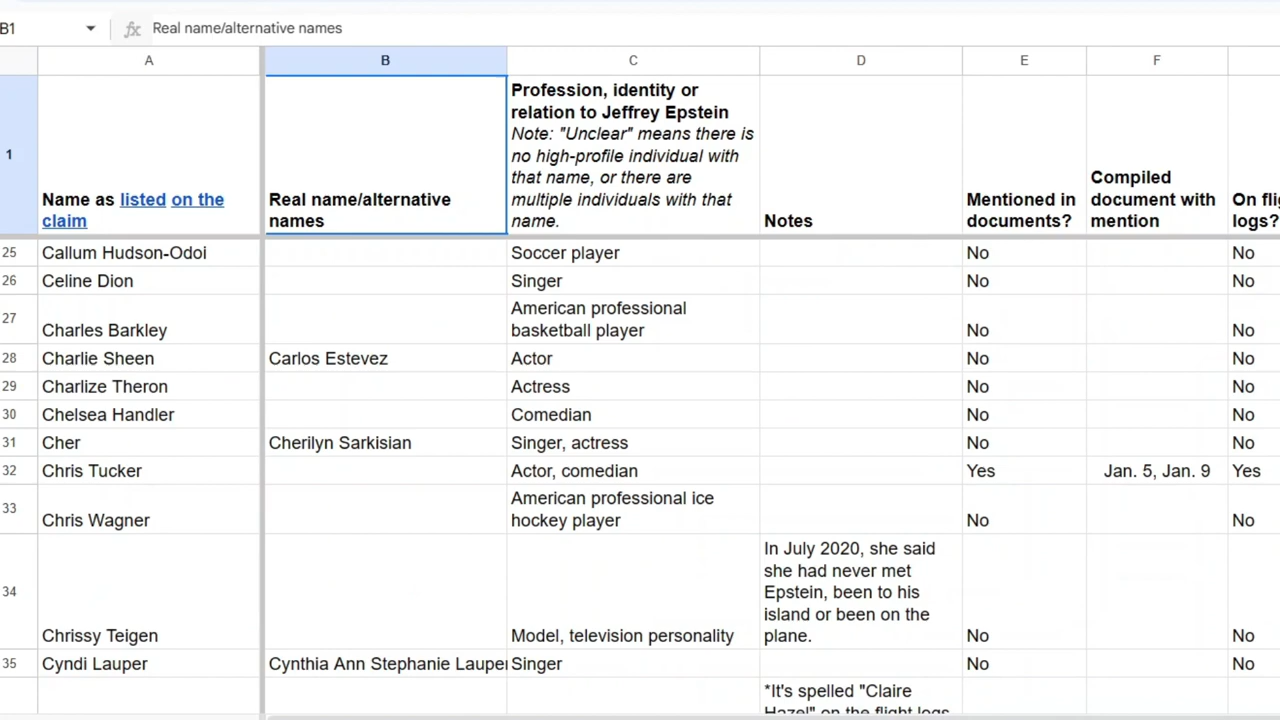 B1 fx Real name/alternative names
A B C D E F
1
Name as listed on the
claim
Real name/alternative
names
Profession, identity or
relation to Jeffrey Epstein
Note: "Unclear" means there is
no high-profile individual with
that name, or there are
multiple individuals with that
name.
Notes
Mentioned in
documents?
Compiled
document with
mention
On
logs?
25 Callum Hudson-Odoi Soccer player No No
26 Celine Dion Singer No No
27 Charles Barkley American professional
basketball player No No
28 Charlie Sheen Carlos Estevez Actor No No
29 Charlize Theron Actress No No
30 Chelsea Handler Comedian No No
31 Cher Cherilyn Sarkisian Singer, actress No No
32 Chris Tucker Actor, comedian Yes Jan. 5, Jan. 9 Yes
33 Chris Wagner American professional ice
hockey player No No
34 Chrissy Teigen Model, television personality In July 2020, she said
she had never met
Epstein, been to his
island or been on the
plane. No No
35 Cyndi Lauper Cynthia Ann Stephanie Lauper Singer No No
*It's spelled "Claire
Hazel" on the flight logs